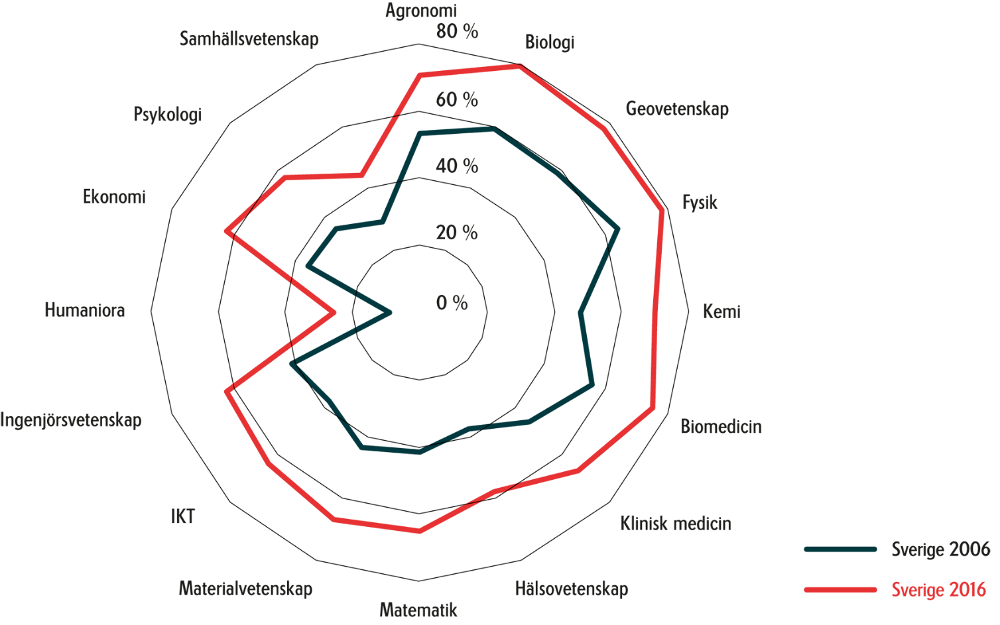 Agronomi
80 %
Samhällsvetenskap
Biologi
60 %
Psykologi
Geovetenskap
40 %
Ekonomi
Fysik
20 %
0 %
Humaniora
Kemi
Ingenjörsvetenskap
Biomedicin
IKT
Klinisk medicin
Materialvetenskap
Hälsovetenskap
Matematik
Sverige 2006
Sverige 2016